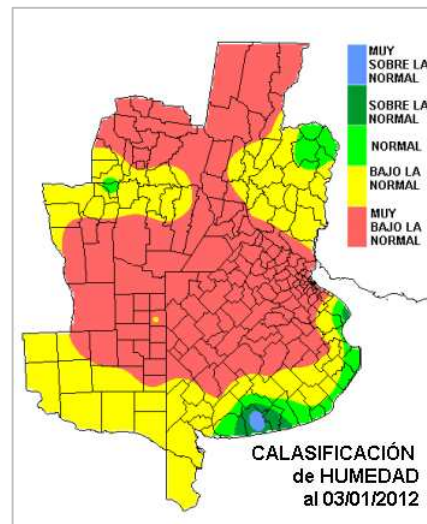 MUY
SOBRE LA
NORMAL
SOBRE LA
NORMAL
NORMAL
BAJO LA
NORMAL
MUY
BAJO LA
NORMAL
CALASIFICACIÓN
de HUMEDAD
al 03/01/2012